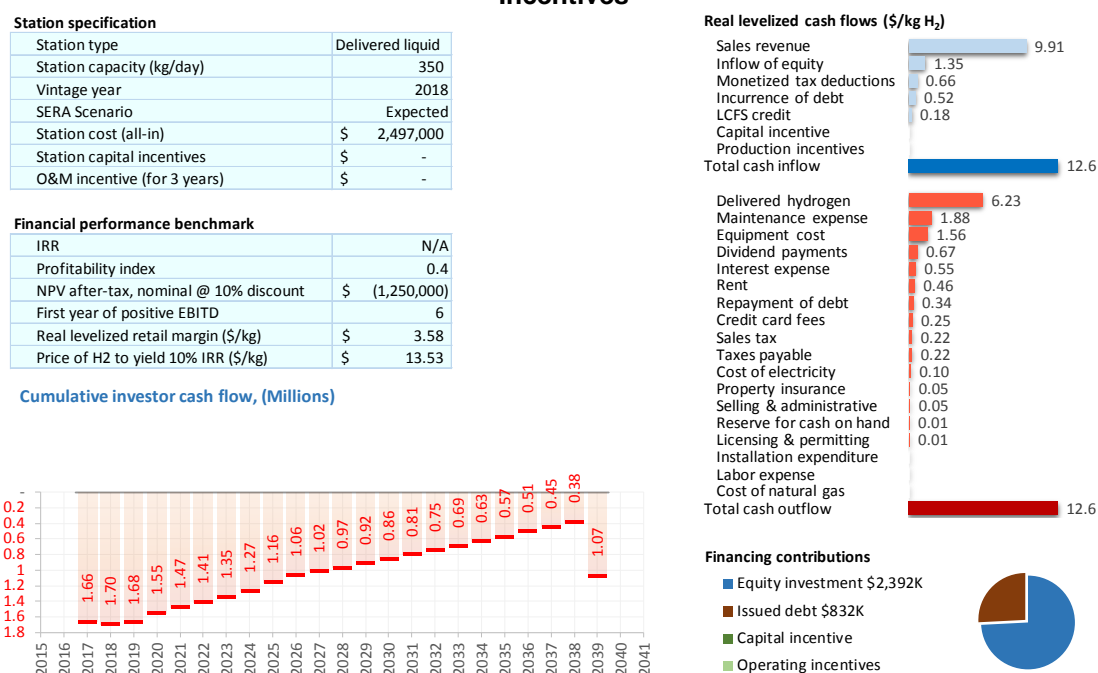 Incentives
Station specification
Station type Delivered liquid
Station capacity (kg/day) 350
Vintage year 2018
SERA Scenario Expected
Station cost (all-in) $ 2,497,000
Station capital incentives $ -
O&M incentive (for 3 years) $ -
Financial performance benchmark
IRR N/A
Profitability index 0.4
NPV after-tax, nominal @ 10% discount $ (1,250,000)
First year of positive EBITD 6
Real levelized retail margin ($/kg) $ 3.58
Price of H2 to yield 10% IRR ($/kg) $ 13.53
Cumulative investor cash flow, (Millions)
-
0.2
0.4
0.6
0.8
1
1.2
1.4
1.6
1.8
1.66 1.70 1.68 1.55 1.47 1.41 1.35 1.27 1.16 1.06 1.02 0.97 0.92 0.86 0.81 0.75 0.69 0.63 0.57 0.51 0.45 0.38 1.07
2015 2016 2017 2018 2019 2020 2021 2022 2023 2024 2025 2026 2027 2028 2029 2030 2031 2032 2033 2034 2035 2036 2037 2038 2039 2040 2041
Real levelized cash flows ($/kg H₂)
Sales revenue 9.91
Inflow of equity 1.35
Monetized tax deductions 0.66
Incurrence of debt 0.52
LCFS credit 0.18
Capital incentive
Production incentives
Total cash inflow 12.6
Delivered hydrogen 6.23
Maintenance expense 1.88
Equipment cost 1.56
Dividend payments 0.67
Interest expense 0.55
Rent 0.46
Repayment of debt 0.34
Credit card fees 0.25
Sales tax 0.22
Taxes payable 0.22
Cost of electricity 0.10
Property insurance 0.05
Selling & administrative 0.05
Reserve for cash on hand 0.01
Licensing & permitting 0.01
Installation expenditure
Labor expense
Cost of natural gas
Total cash outflow 12.6
Financing contributions
Equity investment $2,392K
Issued debt $832K
Capital incentive
Operating incentives